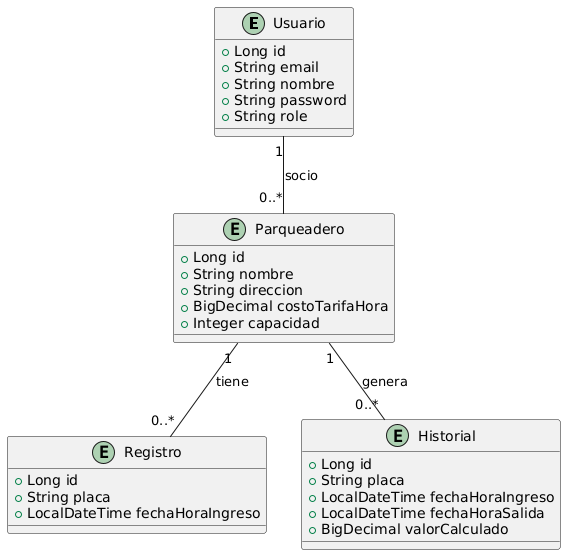 E Usuario
Long id
String email
String nombre
String password
String role
1
socio
0..*
E Parqueadero
Long id
String nombre
String direccion
BigDecimal costoTarifaHora
Integer capacidad
1
tiene
0..*
1
genera
0..*
E Registro
Long id
String placa
LocalDateTime fechaHoraIngreso
E Historial
Long id
String placa
LocalDateTime fechaHoraIngreso
LocalDateTime fechaHoraSalida
BigDecimal valorCalculado